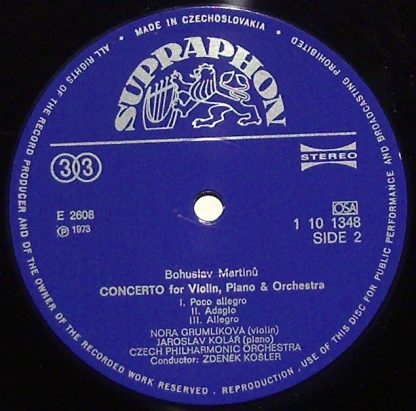 MADE IN CZECHOSLOVAKIA
ALL RIGHTS OF THE RECORD PRODUCER AND OF THE OWNER OF THE RECORDED WORK RESERVED . REPRODUCTION . USE OF THIS DISC FOR PUBLIC PERFORMANCE AND BROADCASTING PROHIBITED
SUPRAPHON
33
STEREO
E 2608
Ⓟ 1973
OSA
1 10 1348
SIDE 2
Bohuslav Martinů
CONCERTO for Violin, Piano & Orchestra
I. Poco allegro
II. Adagio
III. Allegro
NORA GRUMLÍKOVÁ (violin)
JAROSLAV KOLÁŘ (piano)
CZECH PHILHARMONIC ORCHESTRA
Conductor: ZDENĚK KOŠLER